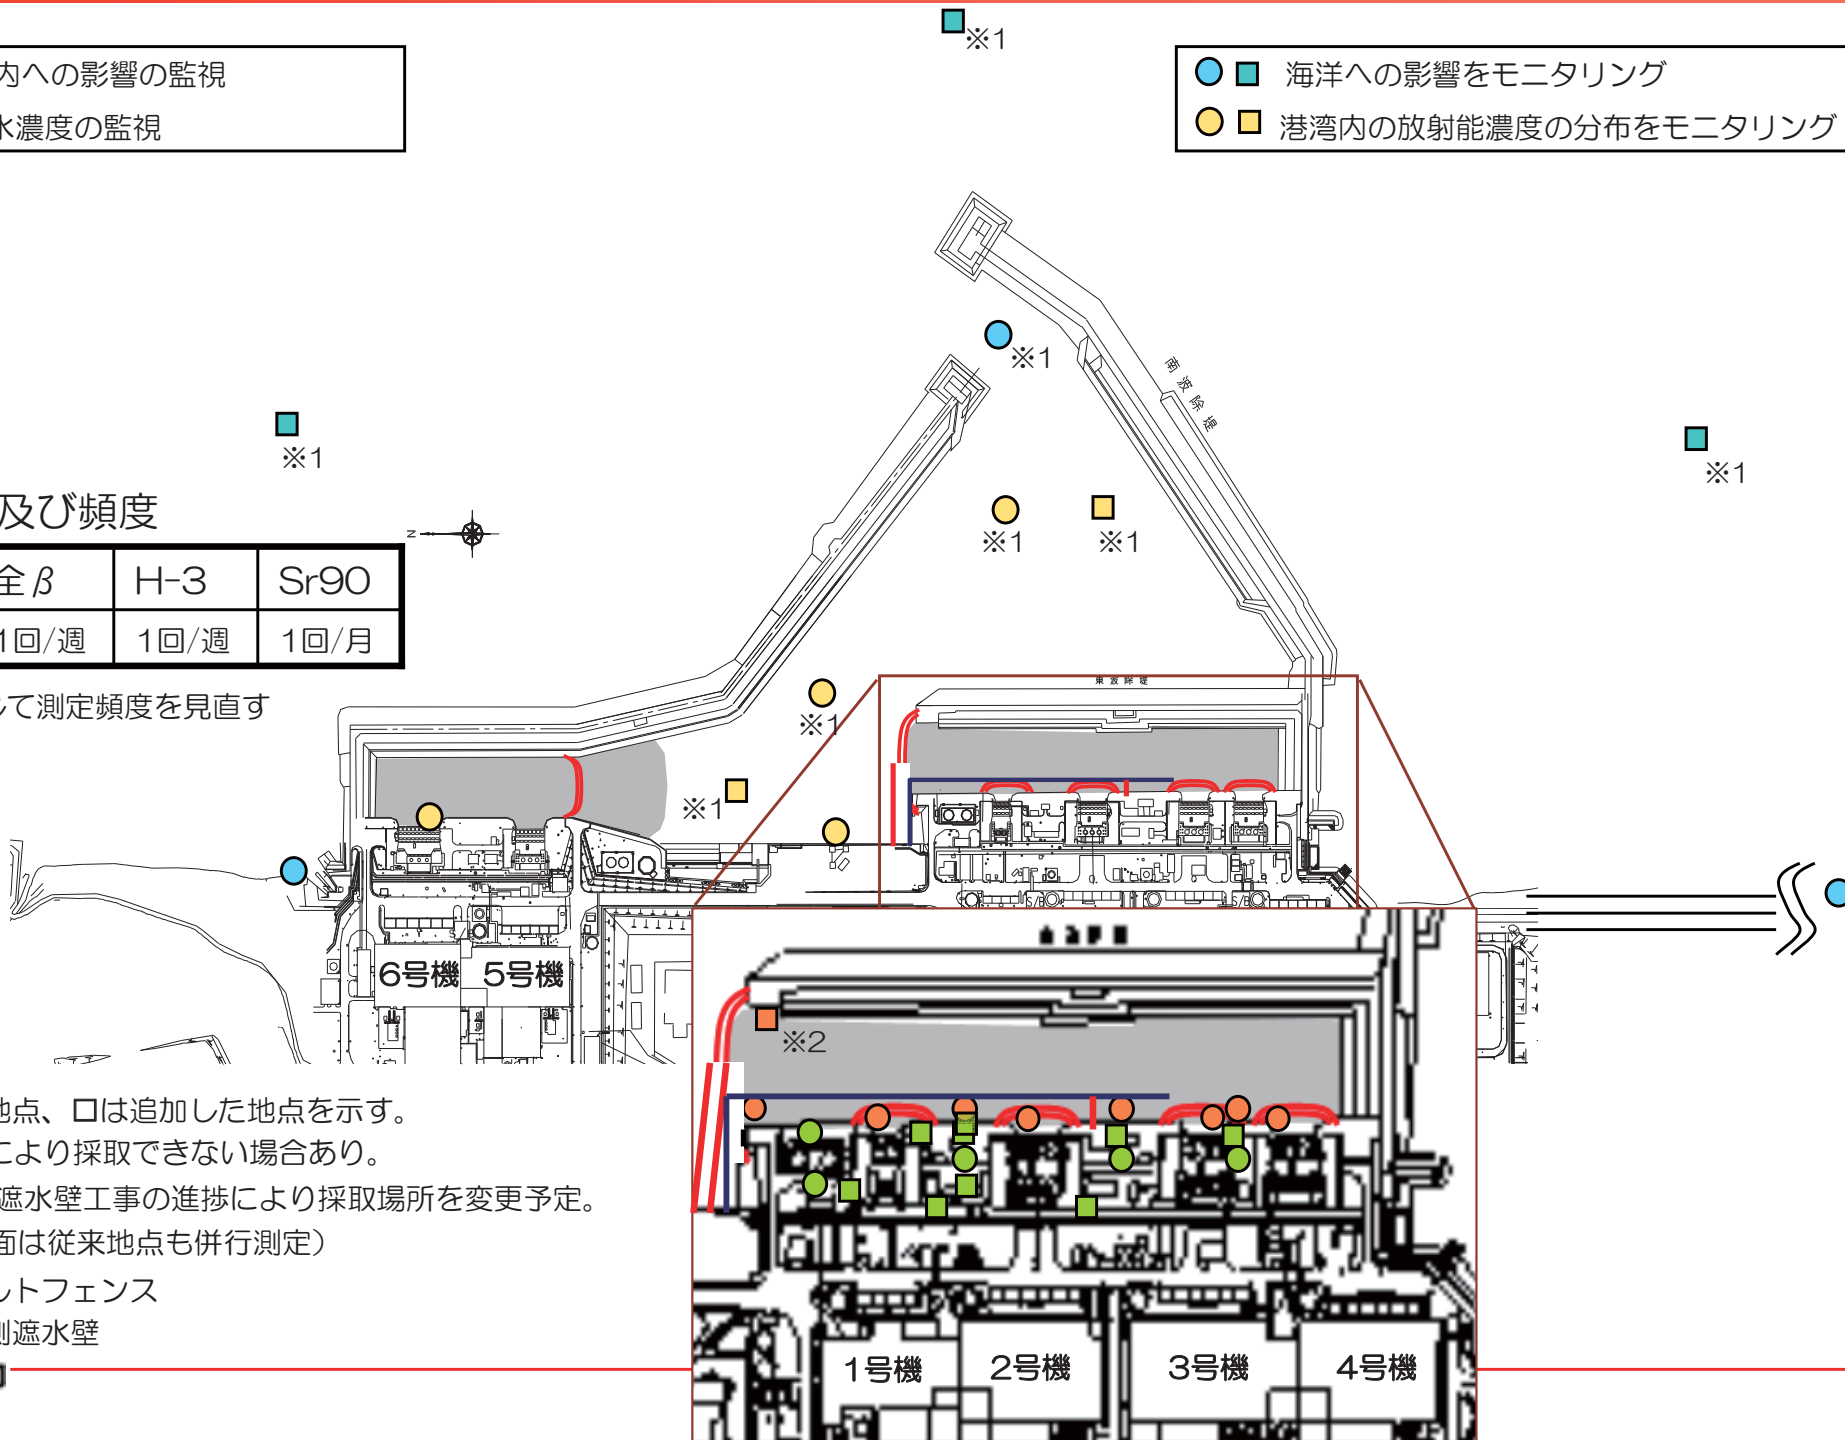 ※1
内への影響の監視
水濃度の監視
海洋への影響をモニタリング
港湾内の放射能濃度の分布をモニタリング
※1
南波除堤
※1
※1
及び頻度
N
※1
※1
全β H-3 Sr90
1回/週 1回/週 1回/月
して測定頻度を見直す
東波除堤
※1
※1
S/B
S/B
6号機 5号機
※2
地点、□は追加した地点を示す。
により採取できない場合あり。
遮水壁工事の進捗により採取場所を変更予定。
面は従来地点も併行測定）
ルトフェンス
側遮水壁
1号機 2号機 3号機 4号機